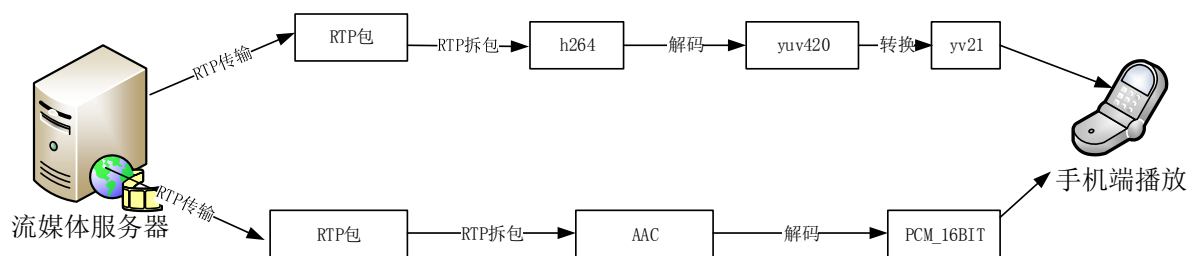 RTP传输
RTP包
RTP拆包
h264
解码
yuv420
转换
yv21
流媒体服务器
手机端播放
RTP传输
RTP包
RTP拆包
AAC
解码
PCM_16BIT